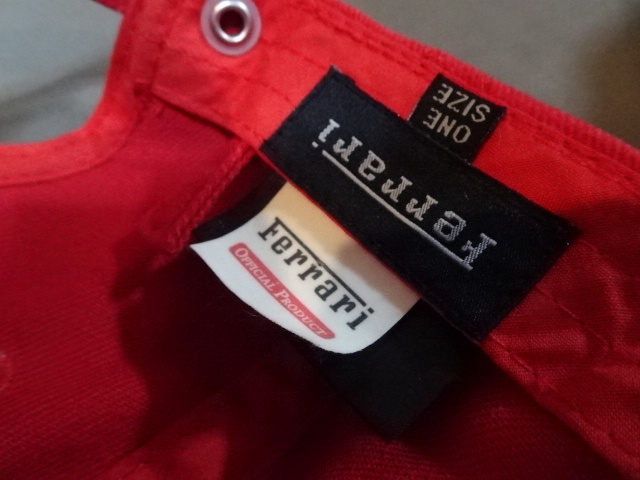 ONE
SIZE
Ferrari
Ferrari
OFFICIAL PRODUCT